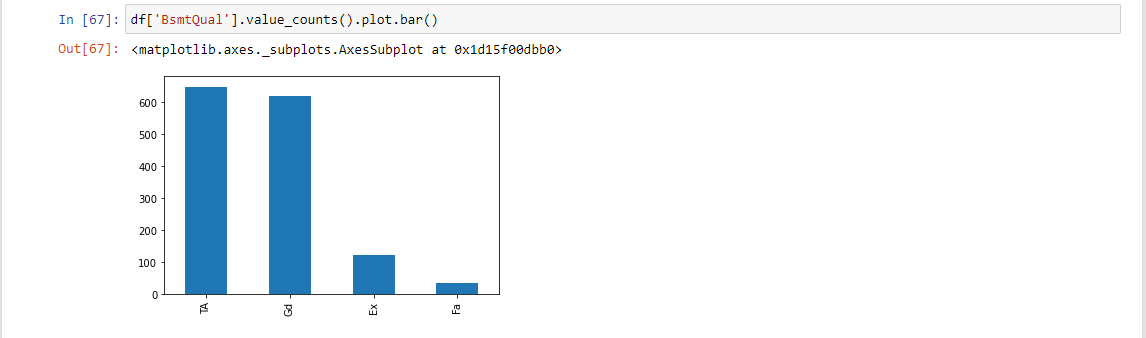 In [67]: df['BsmtQual'].value_counts().plot.bar()
Out[67]: <matplotlib.axes._subplots.AxesSubplot at 0x1d15f00dbb0>
600
500
400
300
200
100
0
TA Gd Ex Fa